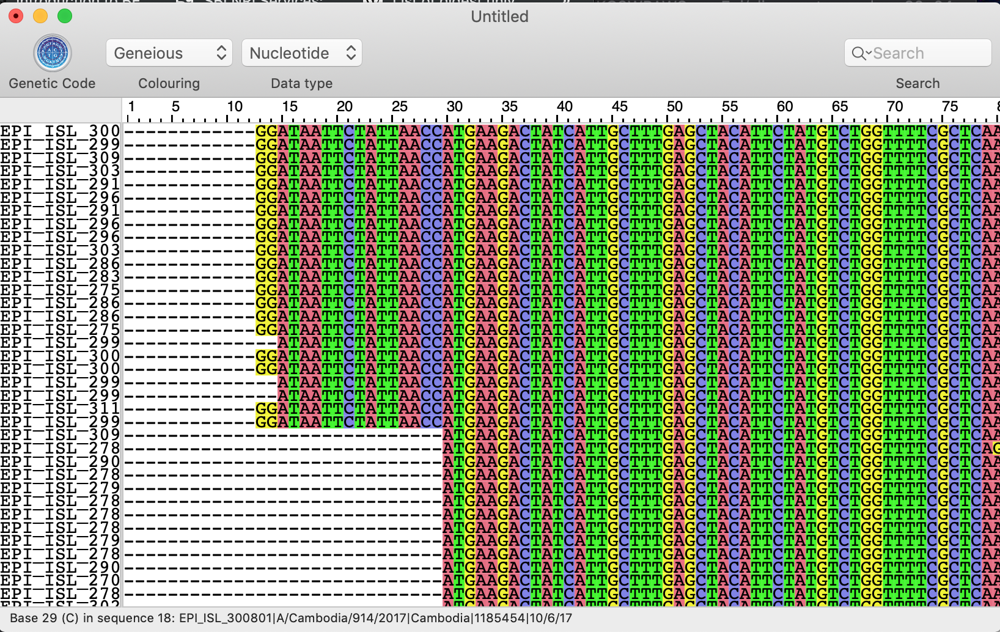 Untitled
Geneious Nucleotide Search
Genetic Code Colouring Data type Search
1 5 10 15 20 25 30 35 40 45 50 55 60 65 70 75
EPI_ISL_300 ------------GGATAATTCTATTAACCATGAAGACTATCATTGCTTTGAGCTACATTCTATGTCTGGTTTTCGCTCAA
EPI_ISL_299 ------------GGATAATTCTATTAACCATGAAGACTATCATTGCTTTGAGCTACATTCTATGTCTGGTTTTCGCTCAA
EPI_ISL_309 ------------GGATAATTCTATTAACCATGAAGACTATCATTGCTTTGAGCTACATTCTATGTCTGGTTTTCGCTCAA
EPI_ISL_303 ------------GGATAATTCTATTAACCATGAAGACTATCATTGCTTTGAGCTACATTCTATGTCTGGTTTTCGCTCAA
EPI_ISL_291 ------------GGATAATTCTATTAACCATGAAGACTATCATTGCTTTGAGCTACATTCTATGTCTGGTTTTCGCTCAA
EPI_ISL_296 ------------GGATAATTCTATTAACCATGAAGACTATCATTGCTTTGAGCTACATTCTATGTCTGGTTTTCGCTCAA
EPI_ISL_291 ------------GGATAATTCTATTAACCATGAAGACTATCATTGCTTTGAGCTACATTCTATGTCTGGTTTTCGCTCAA
EPI_ISL_296 ------------GGATAATTCTATTAACCATGAAGACTATCATTGCTTTGAGCTACATTCTATGTCTGGTTTTCGCTCAA
EPI_ISL_296 ------------GGATAATTCTATTAACCATGAAGACTATCATTGCTTTGAGCTACATTCTATGTCTGGTTTTCGCTCAA
EPI_ISL_303 ------------GGATAATTCTATTAACCATGAAGACTATCATTGCTTTGAGCTACATTCTATGTCTGGTTTTCGCTCAA
EPI_ISL_286 ------------GGATAATTCTATTAACCATGAAGACTATCATTGCTTTGAGCTACATTCTATGTCTGGTTTTCGCTCAA
EPI_ISL_283 ------------GGATAATTCTATTAACCATGAAGACTATCATTGCTTTGAGCTACATTCTATGTCTGGTTTTCGCTCAA
EPI_ISL_275 ------------GGATAATTCTATTAACCATGAAGACTATCATTGCTTTGAGCTACATTCTATGTCTGGTTTTCGCTCAA
EPI_ISL_286 ------------GGATAATTCTATTAACCATGAAGACTATCATTGCTTTGAGCTACATTCTATGTCTGGTTTTCGCTCAA
EPI_ISL_286 ------------GGATAATTCTATTAACCATGAAGACTATCATTGCTTTGAGCTACATTCTATGTCTGGTTTTCGCTCAA
EPI_ISL_275 ------------GGATAATTCTATTAACCATGAAGACTATCATTGCTTTGAGCTACATTCTATGTCTGGTTTTCGCTCAA
EPI_ISL_299 --------------ATAATTCTATTAACCATGAAGACTATCATTGCTTTGAGCTACATTCTATGTCTGGTTTTCGCTCAA
EPI_ISL_300 ------------GGATAATTCTATTAACCATGAAGACTATCATTGCTTTGAGCTACATTCTATGTCTGGTTTTCGCTCAA
EPI_ISL_300 ------------GGATAATTCTATTAACCATGAAGACTATCATTGCTTTGAGCTACATTCTATGTCTGGTTTTCGCTCAA
EPI_ISL_299 --------------ATAATTCTATTAACCATGAAGACTATCATTGCTTTGAGCTACATTCTATGTCTGGTTTTCGCTCAA
EPI_ISL_299 --------------ATAATTCTATTAACCATGAAGACTATCATTGCTTTGAGCTACATTCTATGTCTGGTTTTCGCTCAA
EPI_ISL_311 ------------GGATAATTCTATTAACCATGAAGACTATCATTGCTTTGAGCTACATTCTATGTCTGGTTTTCGCTCAA
EPI_ISL_299 ------------GGATAATTCTATTAACCATGAAGACTATCATTGCTTTGAGCTACATTCTATGTCTGGTTTTCGCTCAA
EPI_ISL_309 -----------------------------ATGAAGACTATCATTGCTTTGAGCTACATTCTATGTCTGGTTTTCGCTCAA
EPI_ISL_278 -----------------------------ATGAAGACTATCATTGCTTTGAGCTACATTCTATGTCTGGTTTTCGCTCAG
EPI_ISL_290 -----------------------------ATGAAGACTATCATTGCTTTGAGCTACATTCTATGTCTGGTTTTCGCTCAA
EPI_ISL_278 -----------------------------ATGAAGACTATCATTGCTTTGAGCTACATTCTATGTCTGGTTTTCGCTCAA
EPI_ISL_279 -----------------------------ATGAAGACTATCATTGCTTTGAGCTACATTCTATGTCTGGTTTTCGCTCAA
EPI_ISL_278 -----------------------------ATGAAGACTATCATTGCTTTGAGCTACATTCTATGTCTGGTTTTCGCTCAA
EPI_ISL_278 -----------------------------ATGAAGACTATCATTGCTTTGAGCTACATTCTATGTCTGGTTTTCGCTCAA
EPI_ISL_278 -----------------------------ATGAAGACTATCATTGCTTTGAGCTACATTCTATGTCTGGTTTTCGCTCAA
EPI_ISL_279 -----------------------------ATGAAGACTATCATTGCTTTGAGCTACATTCTATGTCTGGTTTTCGCTCAA
EPI_ISL_278 -----------------------------ATGAAGACTATCATTGCTTTGAGCTACATTCTATGTCTGGTTTTCGCTCAA
EPI_ISL_290 -----------------------------ATGAAGACTATCATTGCTTTGAGCTACATTCTATGTCTGGTTTTCGCTCAA
EPI_ISL_270 -----------------------------ATGAAGACTATCATTGCTTTGAGCTACATTCTATGTCTGGTTTTCGCTCAA
EPI_ISL_278 -----------------------------ATGAAGACTATCATTGCTTTGAGCTACATTCTATGTCTGGTTTTCGCTCAA
Base 29 (C) in sequence 18: EPI_ISL_300801|A/Cambodia/914/2017|Cambodia|1185454|10/6/17